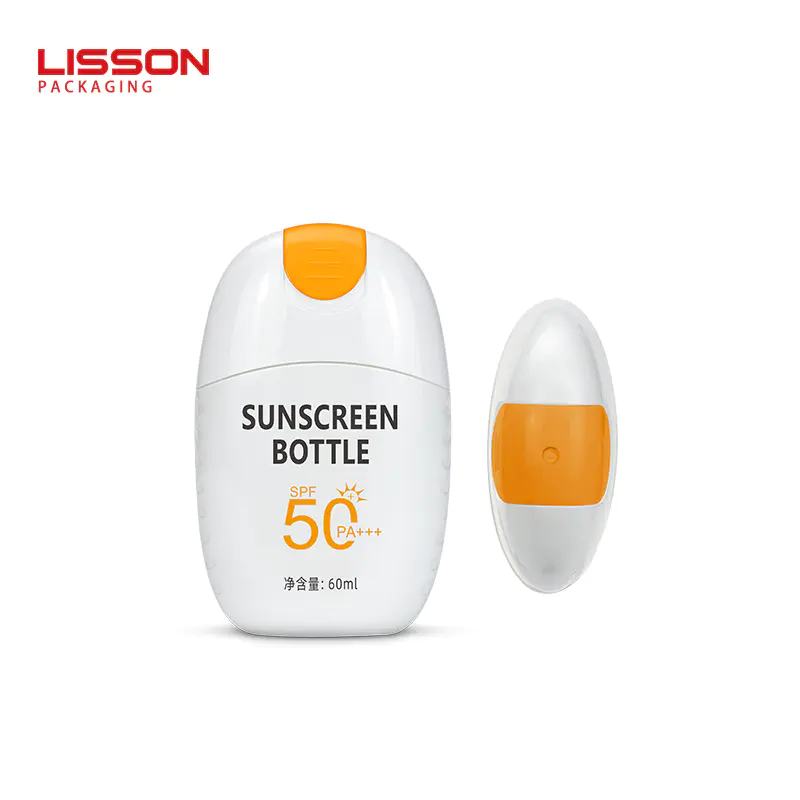 LISSON
PACKAGING
SUNSCREEN
BOTTLE
SPF
50
PA+++
净含量: 60ml